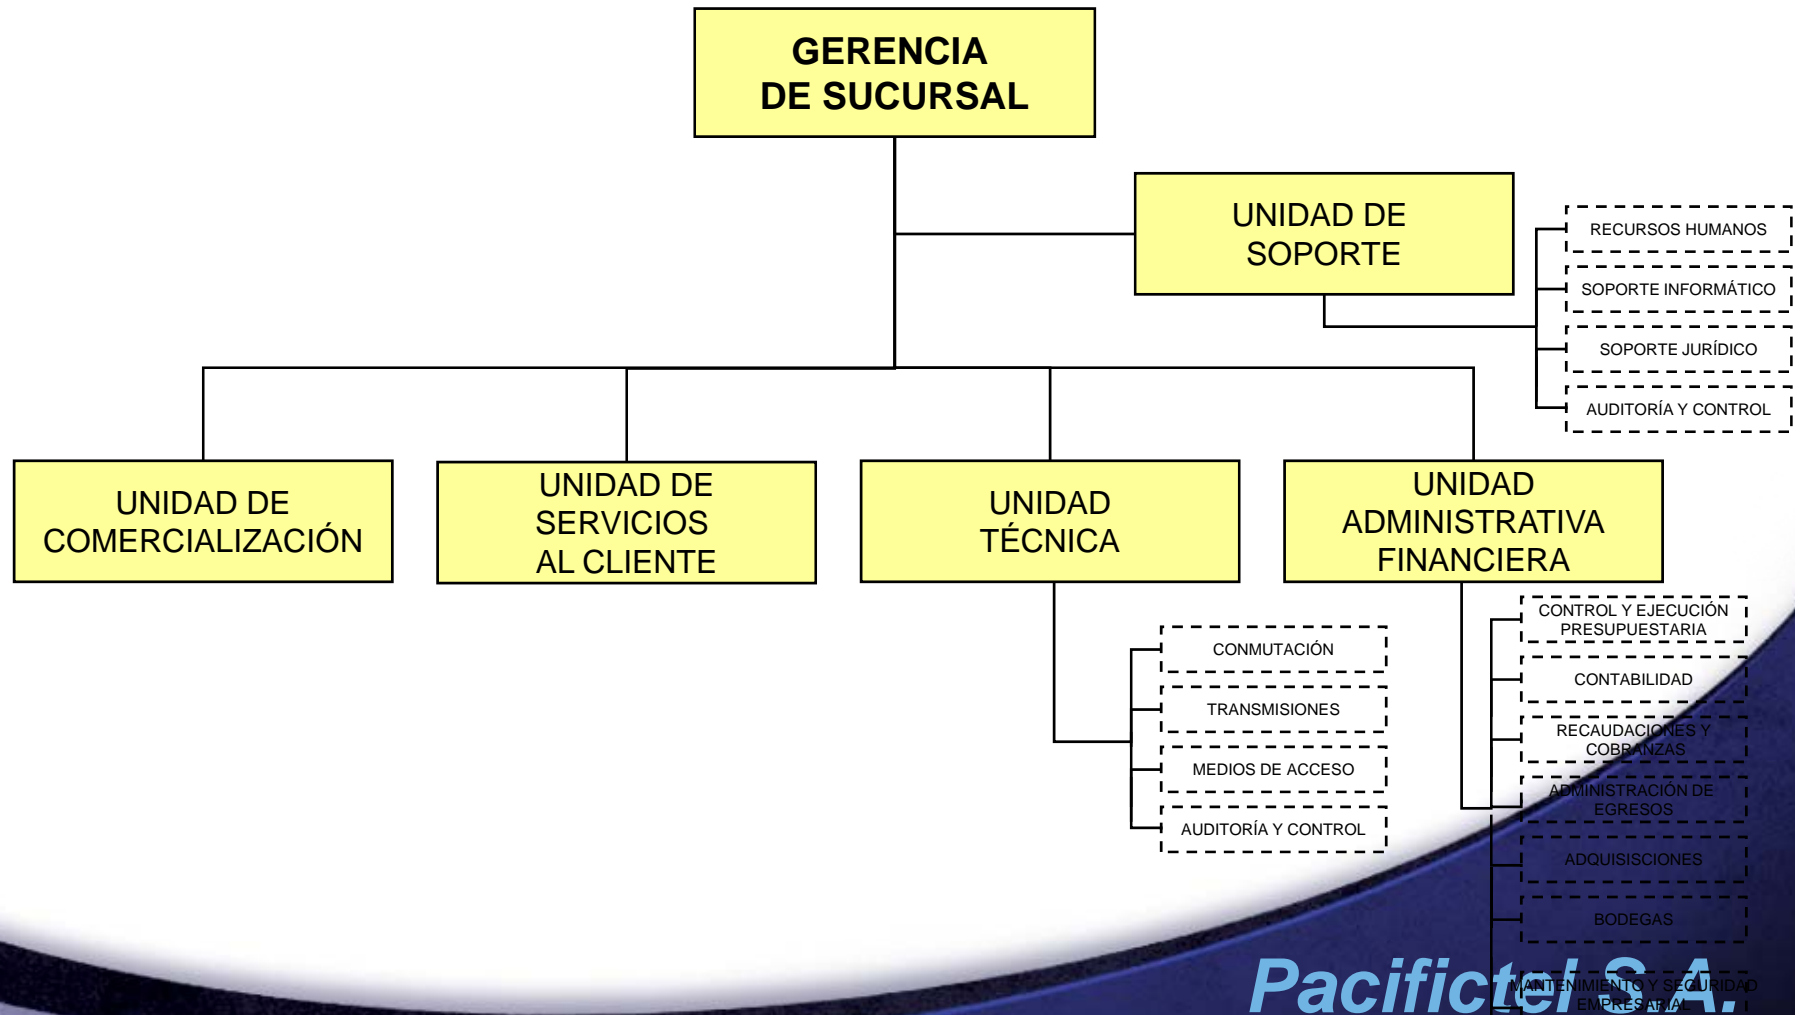 GERENCIA
DE SUCURSAL
UNIDAD DE
SOPORTE
RECURSOS HUMANOS
SOPORTE INFORMÁTICO
SOPORTE JURÍDICO
AUDITORÍA Y CONTROL
UNIDAD DE
COMERCIALIZACIÓN
UNIDAD DE
SERVICIOS
AL CLIENTE
UNIDAD
TÉCNICA
CONMUTACIÓN
TRANSMISIONES
MEDIOS DE ACCESO
AUDITORÍA Y CONTROL
UNIDAD
ADMINISTRATIVA
FINANCIERA
CONTROL Y EJECUCIÓN
PRESUPUESTARIA
CONTABILIDAD
RECAUDACIONES Y
COBRANZAS
ADMINISTRACIÓN DE
EGRESOS
ADQUISISCIONES
BODEGAS
MANTENIMIENTO Y SEGURIDAD
EMPRESARIAL
Pacifictel S.A.